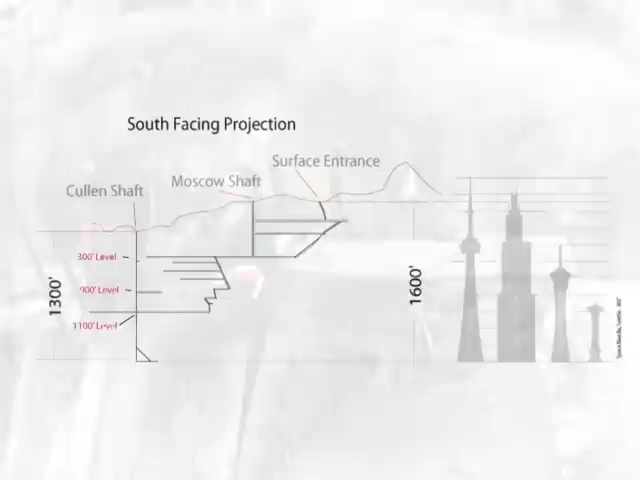 South Facing Projection
Surface Entrance
Moscow Shaft
Cullen Shaft
300' Level
900' Level
1100' Level
1300'
1600'